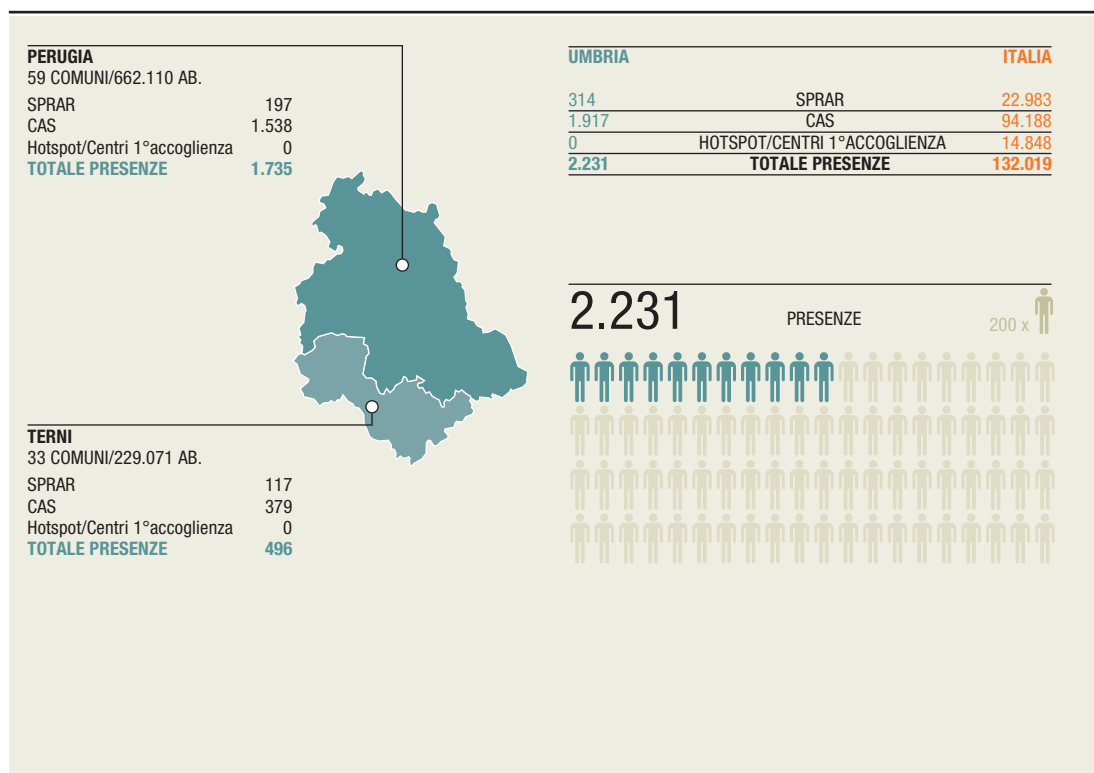 PERUGIA
59 COMUNI/662.110 AB.
SPRAR 197
CAS 1.538
Hotspot/Centri 1°accoglienza 0
TOTALE PRESENZE 1.735
TERNI
33 COMUNI/229.071 AB.
SPRAR 117
CAS 379
Hotspot/Centri 1°accoglienza 0
TOTALE PRESENZE 496
UMBRIA ITALIA
314 SPRAR 22.983
1.917 CAS 94.188
0 HOTSPOT/CENTRI 1°ACCOGLIENZA 14.848
2.231 TOTALE PRESENZE 132.019
2.231 PRESENZE 200 x